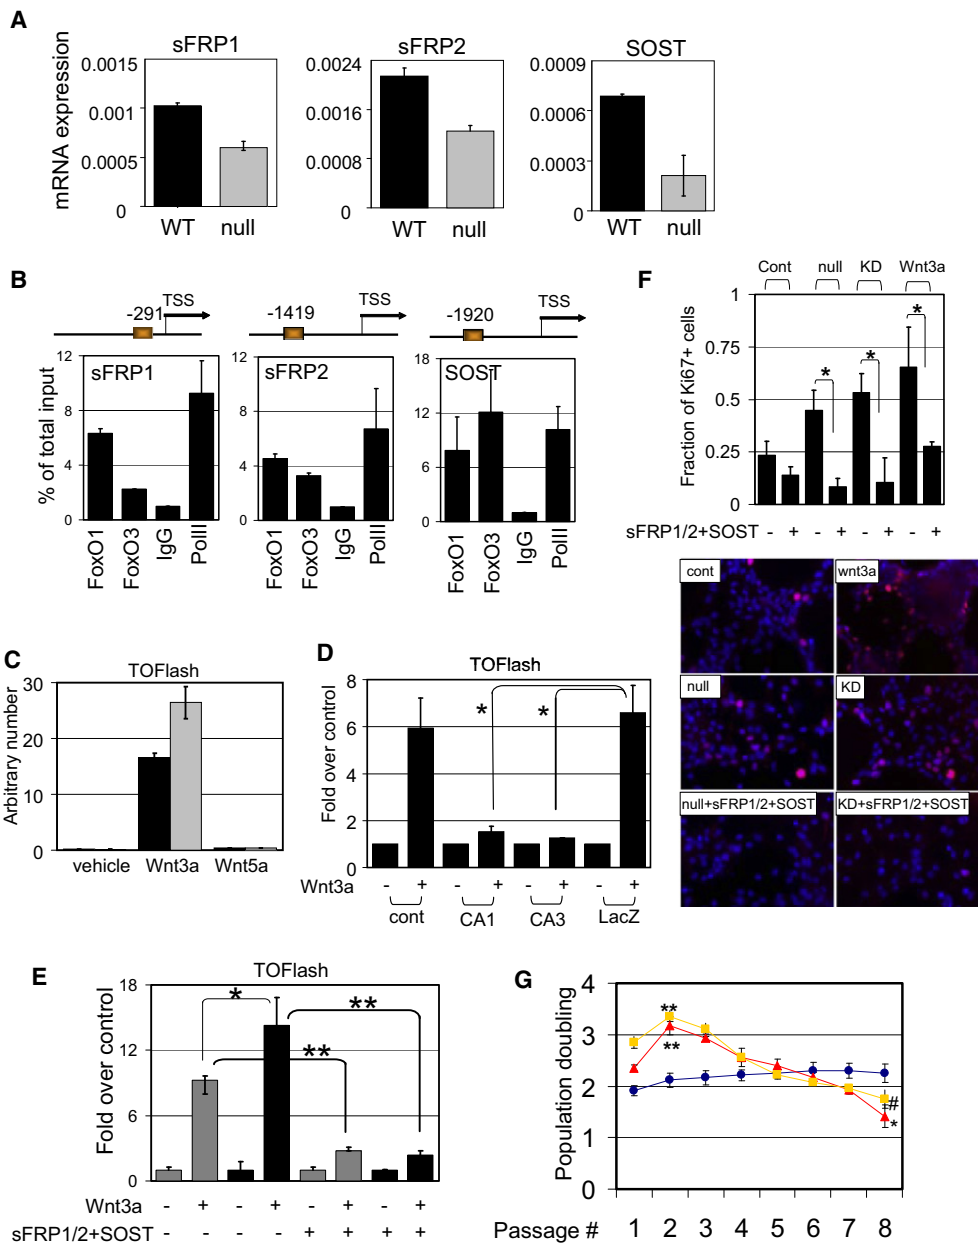 A
sFRP1
sFRP2
SOST
mRNA expression
0.0015
0.001
0.0005
0
WT null
0.0024
0.0016
0.0008
0
WT null
0.0009
0.0006
0.0003
0
WT null
B
-291 TSS
-1419 TSS
-1920 TSS
% of total input
12
8
4
0
sFRP1
FoxO1 FoxO3 IgG PolII
12
8
4
0
sFRP2
FoxO1 FoxO3 IgG PolII
18
12
6
0
SOST
FoxO1 FoxO3 IgG PolII
C
TOFlash
Arbitrary number
30
20
10
0
vehicle Wnt3a Wnt5a
D
TOFlash
Fold over control
8
6
4
2
0
* *
Wnt3a - + - + - + - +
cont CA1 CA3 LacZ
E
TOFlash
Fold over control
18
12
6
0
* ** **
Wnt3a - + - + - + - +
sFRP1/2+SOST - - - - + + + +
F
Cont null KD Wnt3a
Fraction of Ki67+ cells
1
0.75
0.5
0.25
0
* * *
sFRP1/2+SOST - + - + - + - +
cont wnt3a
null KD
null+sFRP1/2+SOST KD+sFRP1/2+SOST
G
Population doubling
4
3
2
1
0
**
**
#
*
Passage # 1 2 3 4 5 6 7 8